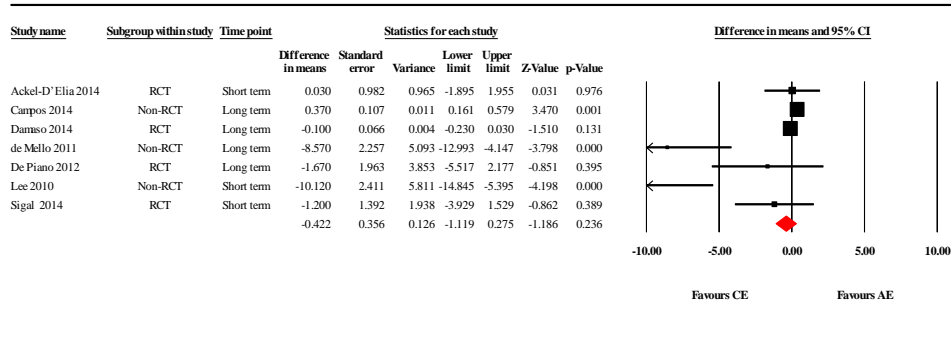 Study name Subgroup within study Time point Statistics for each study Difference in means and 95% CI
Difference in means Standard error Variance Lower limit Upper limit Z-Value p-Value
Ackel-D'Elia 2014 RCT Short term 0.030 0.982 0.965 -1.895 1.955 0.031 0.976
Campos 2014 Non-RCT Long term 0.370 0.107 0.011 0.161 0.579 3.470 0.001
Damaso 2014 RCT Long term -0.100 0.066 0.004 -0.230 0.030 -1.510 0.131
de Mello 2011 Non-RCT Long term -8.570 2.257 5.093 -12.993 -4.147 -3.798 0.000
De Piano 2012 RCT Long term -1.670 1.963 3.853 -5.517 2.177 -0.851 0.395
Lee 2010 Non-RCT Short term -10.120 2.411 5.811 -14.845 -5.395 -4.198 0.000
Sigal 2014 RCT Short term -1.200 1.392 1.938 -3.929 1.529 -0.862 0.389
-0.422 0.356 0.126 -1.119 0.275 -1.186 0.236
-10.00 -5.00 0.00 5.00 10.00
Favours CE Favours AE